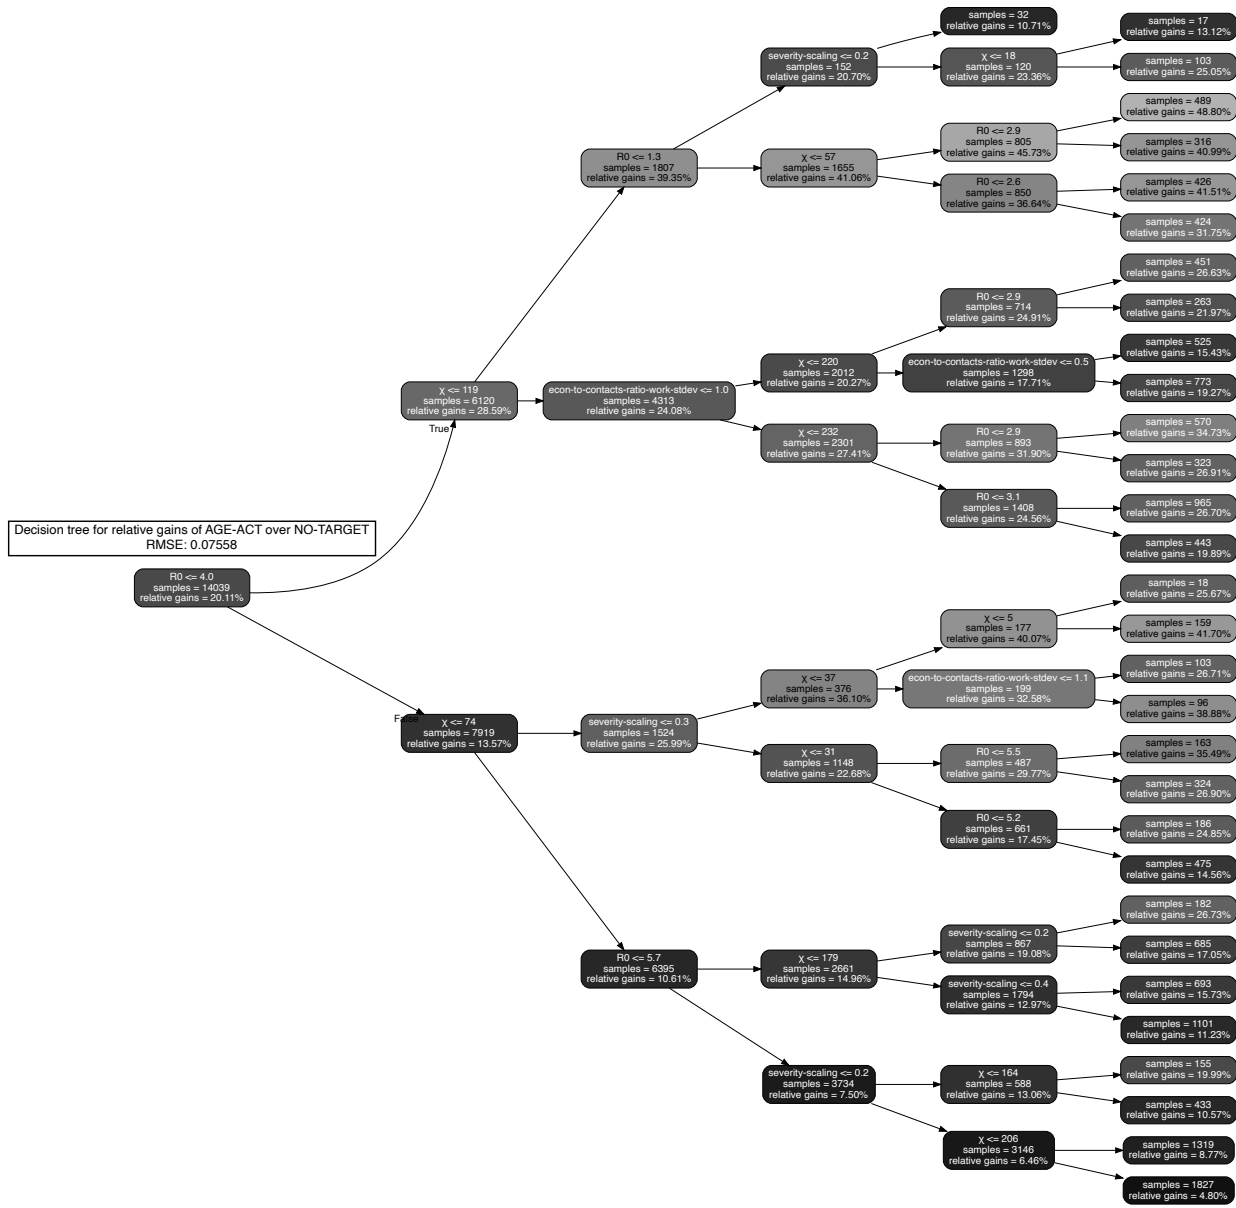 Decision tree for relative gains of AGE-ACT over NO-TARGET
RMSE: 0.07558
R0 <= 4.0
samples = 14039
relative gains = 20.11%
True
False
χ <= 119
samples = 6120
relative gains = 28.59%
χ <= 74
samples = 7919
relative gains = 13.57%
R0 <= 1.3
samples = 1807
relative gains = 39.35%
econ-to-contacts-ratio-work-stdev <= 1.0
samples = 4313
relative gains = 24.08%
severity-scaling <= 0.3
samples = 1524
relative gains = 25.99%
R0 <= 5.7
samples = 6395
relative gains = 10.61%
severity-scaling <= 0.2
samples = 152
relative gains = 20.70%
χ <= 57
samples = 1655
relative gains = 41.06%
χ <= 220
samples = 2012
relative gains = 20.27%
χ <= 232
samples = 2301
relative gains = 27.41%
χ <= 37
samples = 376
relative gains = 36.10%
χ <= 31
samples = 1148
relative gains = 22.68%
χ <= 179
samples = 2661
relative gains = 14.96%
severity-scaling <= 0.2
samples = 3734
relative gains = 7.50%
samples = 32
relative gains = 10.71%
χ <= 18
samples = 120
relative gains = 23.36%
R0 <= 2.9
samples = 805
relative gains = 45.73%
R0 <= 2.6
samples = 850
relative gains = 36.64%
R0 <= 2.9
samples = 714
relative gains = 24.91%
econ-to-contacts-ratio-work-stdev <= 0.5
samples = 1298
relative gains = 17.71%
R0 <= 2.9
samples = 893
relative gains = 31.90%
R0 <= 3.1
samples = 1408
relative gains = 24.56%
χ <= 5
samples = 177
relative gains = 40.07%
econ-to-contacts-ratio-work-stdev <= 1.1
samples = 199
relative gains = 32.58%
R0 <= 5.5
samples = 487
relative gains = 29.77%
R0 <= 5.2
samples = 661
relative gains = 17.45%
severity-scaling <= 0.2
samples = 867
relative gains = 19.08%
severity-scaling <= 0.4
samples = 1794
relative gains = 12.97%
χ <= 164
samples = 588
relative gains = 13.06%
χ <= 206
samples = 3146
relative gains = 6.46%
samples = 17
relative gains = 13.12%
samples = 103
relative gains = 25.05%
samples = 489
relative gains = 48.80%
samples = 316
relative gains = 40.99%
samples = 426
relative gains = 41.51%
samples = 424
relative gains = 31.75%
samples = 451
relative gains = 26.63%
samples = 263
relative gains = 21.97%
samples = 525
relative gains = 15.43%
samples = 773
relative gains = 19.27%
samples = 570
relative gains = 34.73%
samples = 323
relative gains = 26.91%
samples = 965
relative gains = 26.70%
samples = 443
relative gains = 19.89%
samples = 18
relative gains = 25.67%
samples = 159
relative gains = 41.70%
samples = 103
relative gains = 26.71%
samples = 96
relative gains = 38.88%
samples = 163
relative gains = 35.49%
samples = 324
relative gains = 26.90%
samples = 186
relative gains = 24.85%
samples = 475
relative gains = 14.56%
samples = 182
relative gains = 26.73%
samples = 685
relative gains = 17.05%
samples = 693
relative gains = 15.73%
samples = 1101
relative gains = 11.23%
samples = 155
relative gains = 19.99%
samples = 433
relative gains = 10.57%
samples = 1319
relative gains = 8.77%
samples = 1827
relative gains = 4.80%